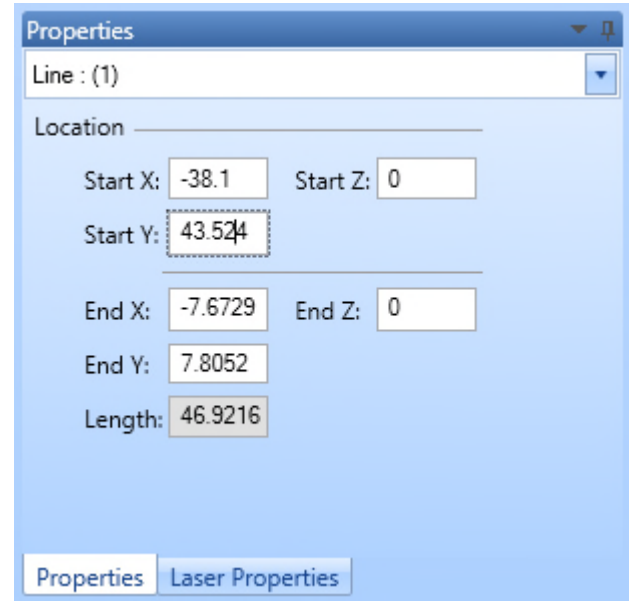 Properties
Line : (1)
Location
Start X: -38.1 Start Z: 0
Start Y: 43.524
End X: -7.6729 End Z: 0
End Y: 7.8052
Length: 46.9216
Properties Laser Properties